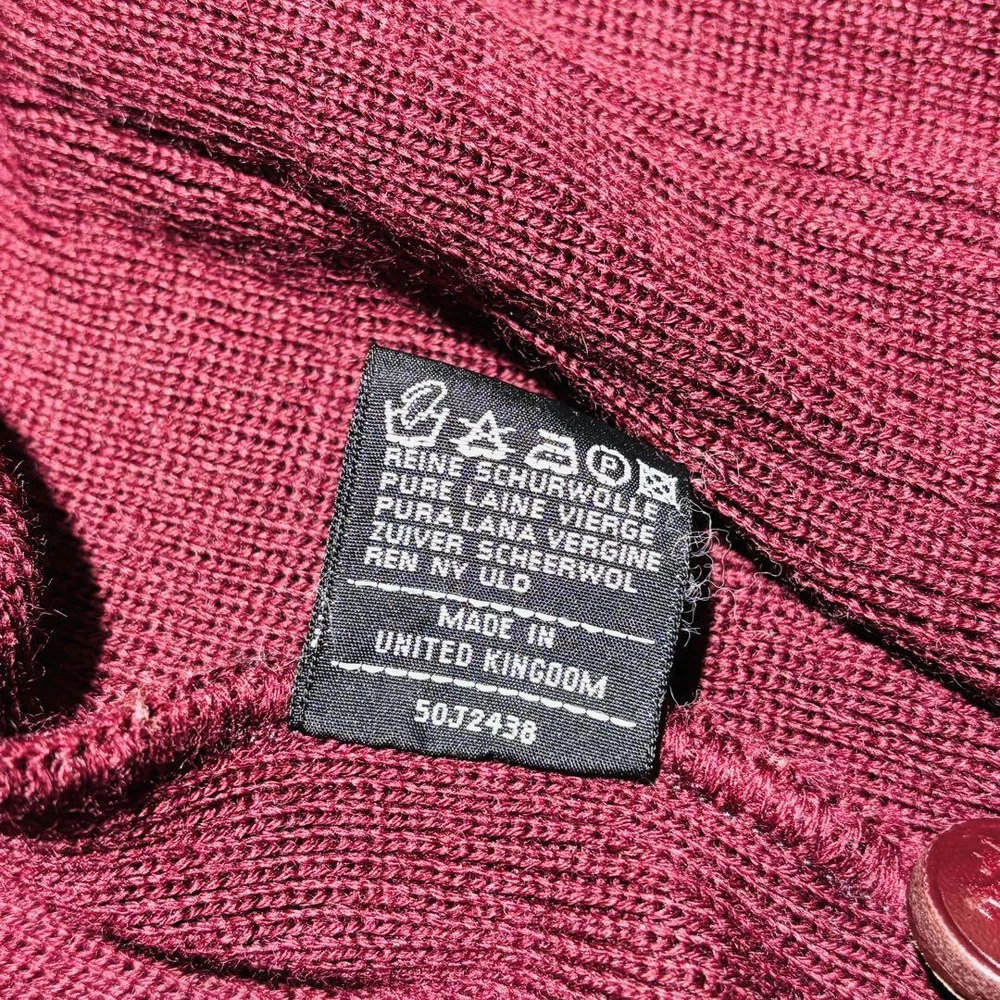 P
REINE SCHURWOLLE
PURE LAINE VIERGE
PURA LANA VERGINE
ZUIVER SCHEERWOL
REN NY ULD
MADE IN
UNITED KINGDOM
50J2438